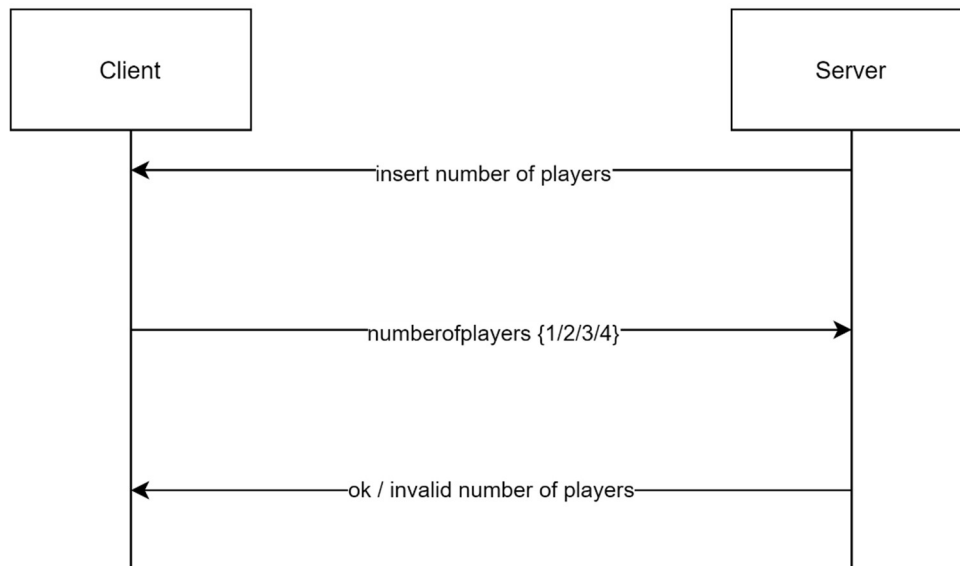 Client
Server
insert number of players
numberofplayers {1/2/3/4}
ok / invalid number of players